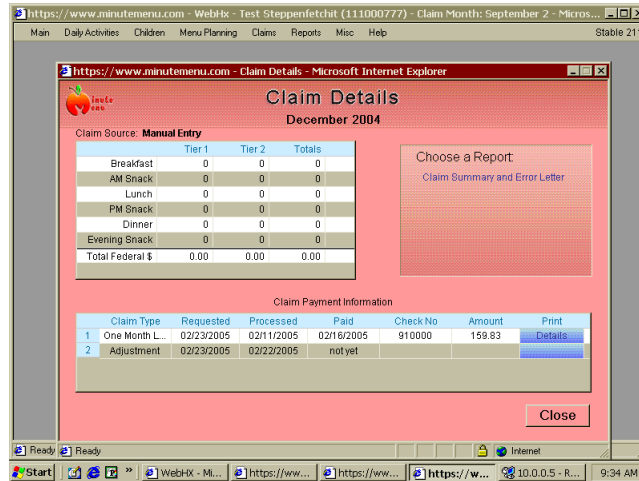 https://www.minutemenu.com - WebHx - Test Steppenfetchit (111000777) - Claim Month: September 2 - Micros...
Main Daily Activities Children Menu Planning Claims Reports Misc Help Stable 21
https://www.minutemenu.com - Claim Details - Microsoft Internet Explorer
Minute Menu
Claim Details
December 2004
Claim Source: Manual Entry
Tier 1 Tier 2 Totals
Breakfast 0 0 0
AM Snack 0 0 0
Lunch 0 0 0
PM Snack 0 0 0
Dinner 0 0 0
Evening Snack 0 0 0
Total Federal $ 0.00 0.00 0.00
Choose a Report:
Claim Summary and Error Letter
Claim Payment Information
Claim Type Requested Processed Paid Check No Amount Print
1 One Month L... 02/23/2005 02/11/2005 02/16/2005 910000 159.83 Details
2 Adjustment 02/23/2005 02/22/2005 not yet
Close
Ready Ready Internet
Start » WebHX - Mi... https://ww... https://ww... https://w... 10.0.0.5 - R... 9:34 AM